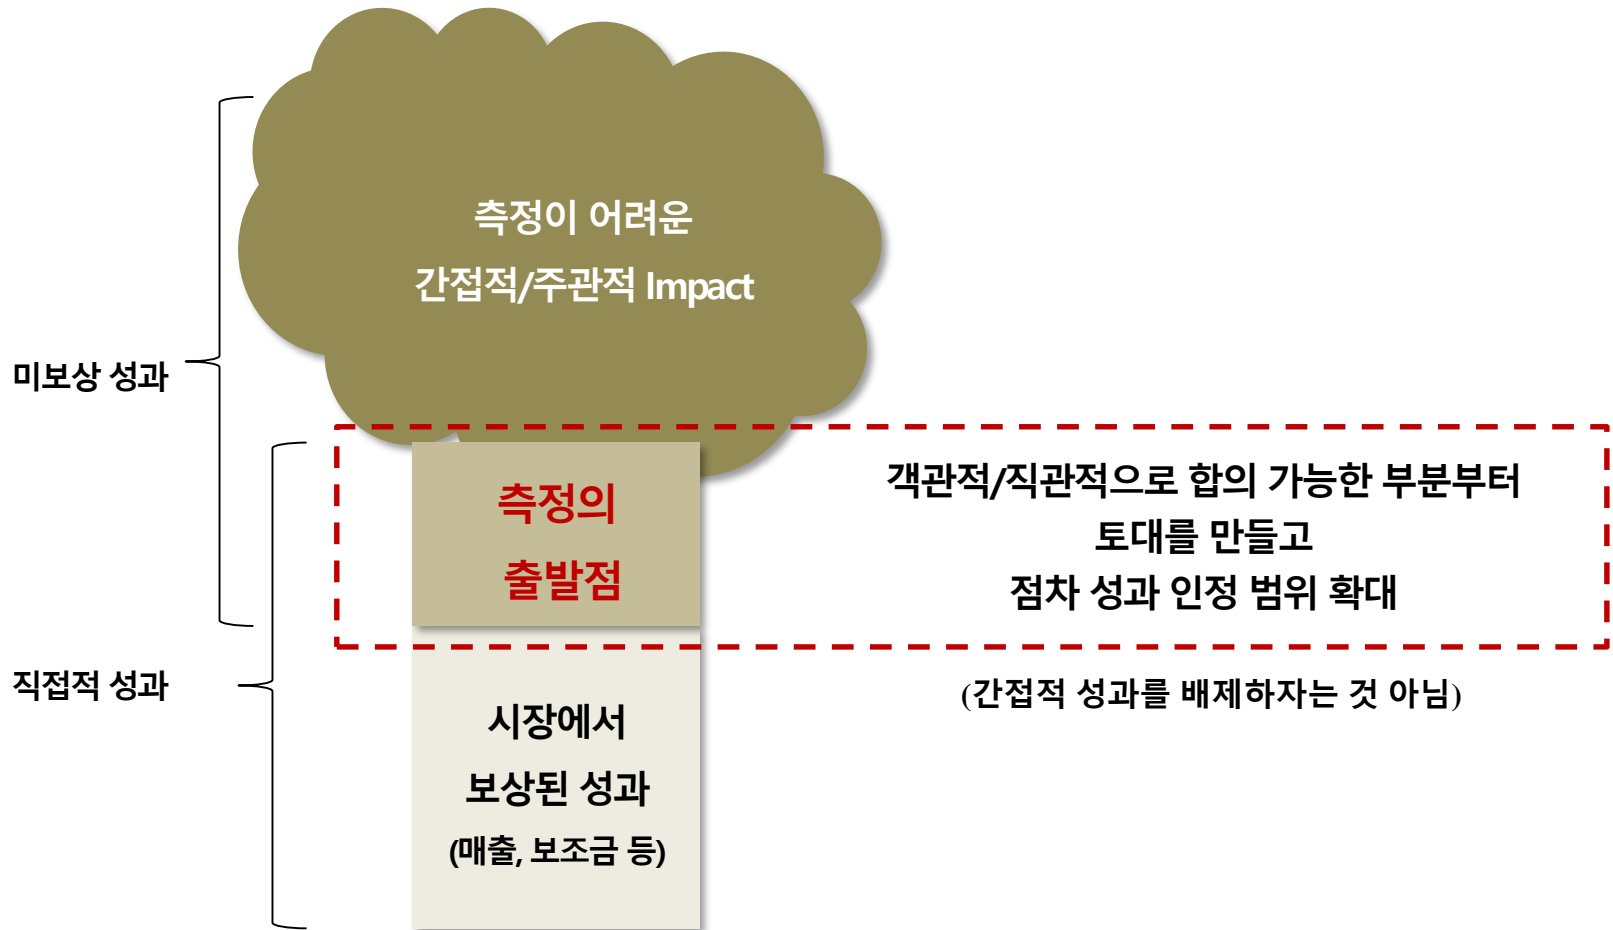 측정이 어려운
간접적/주관적 Impact
미보상 성과
측정의
출발점
객관적/직관적으로 합의 가능한 부분부터
토대를 만들고
점차 성과 인정 범위 확대
직접적 성과
(간접적 성과를 배제하자는 것 아님)
시장에서
보상된 성과
(매출, 보조금 등)